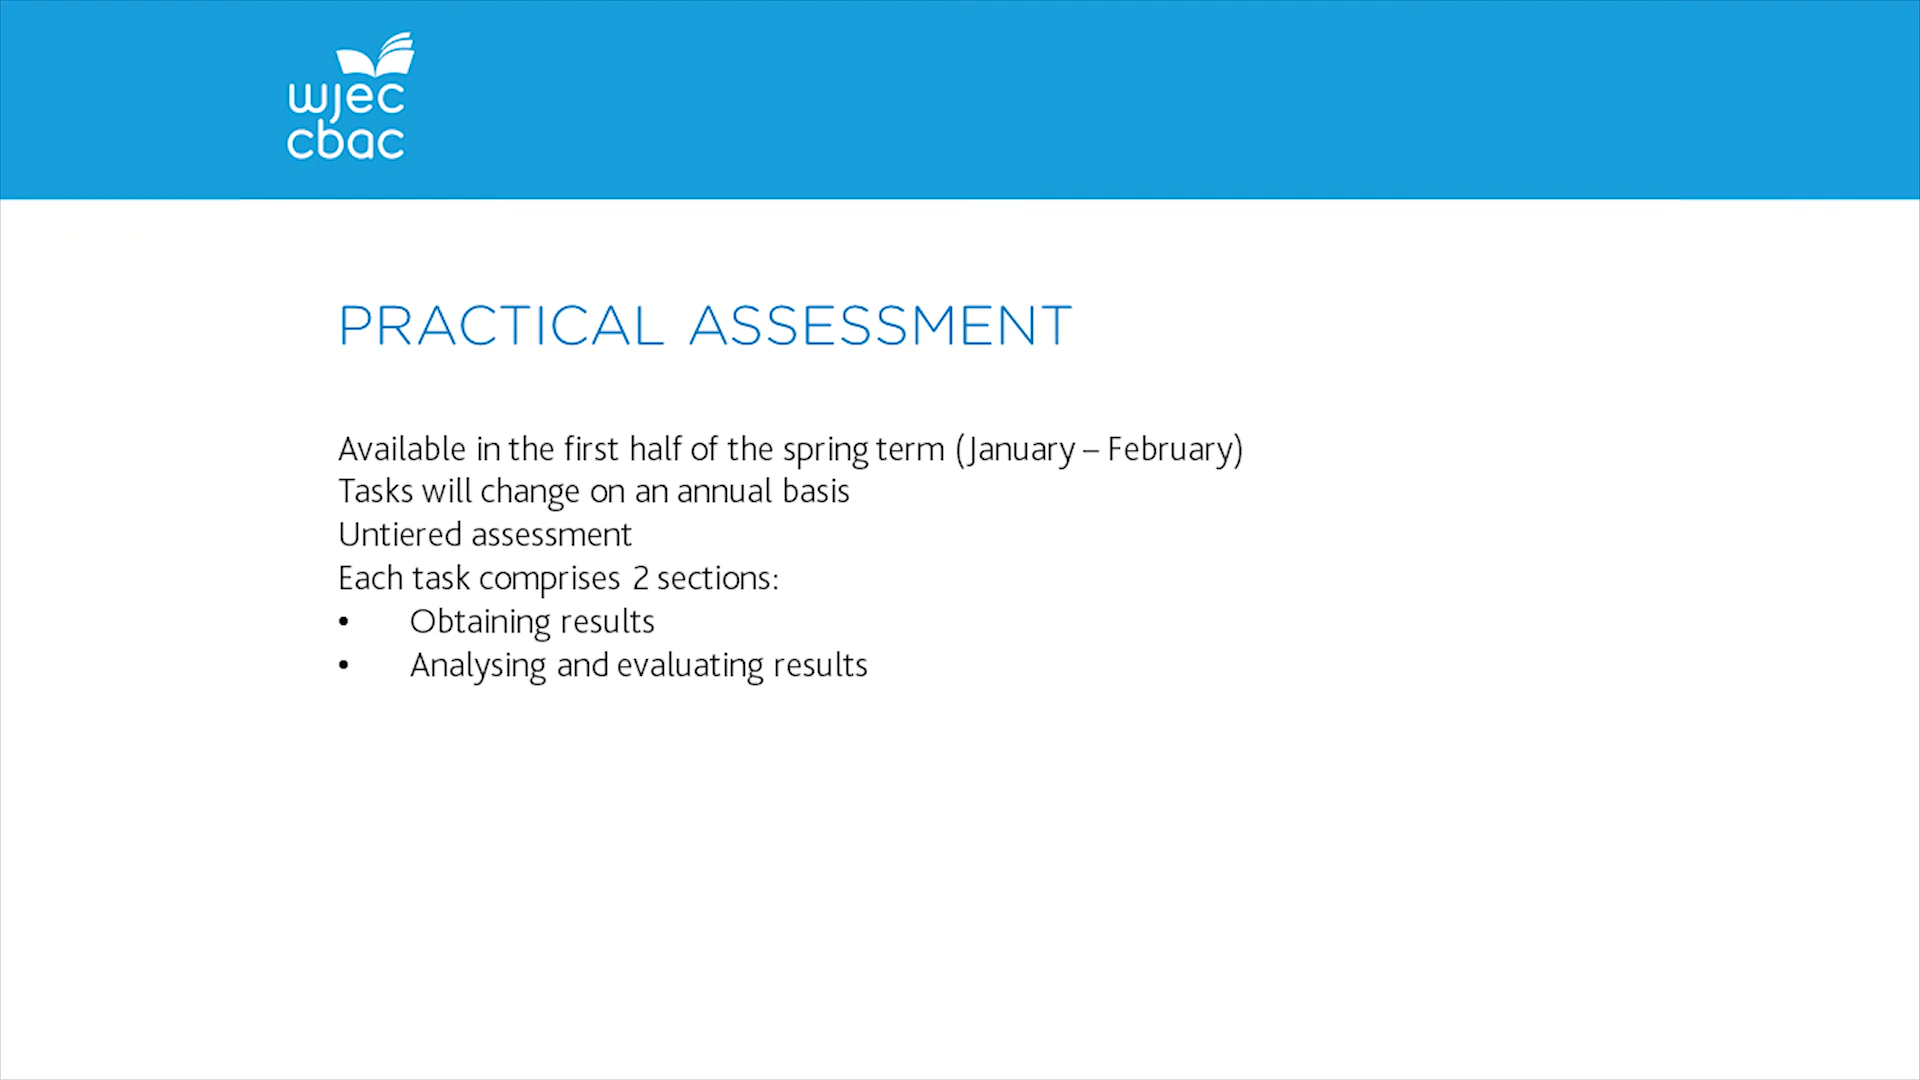 wjec
cbac
PRACTICAL ASSESSMENT
Available in the first half of the spring term (January – February)
Tasks will change on an annual basis
Untiered assessment
Each task comprises 2 sections:
• Obtaining results
• Analysing and evaluating results